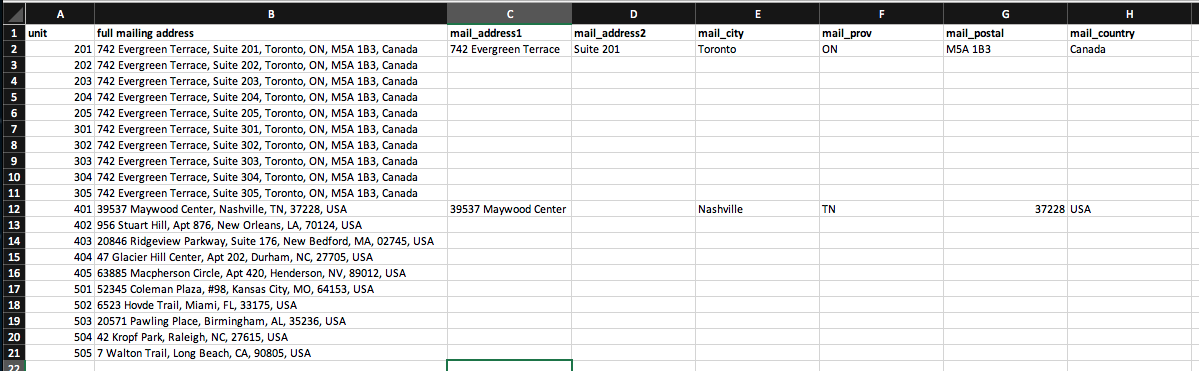 A B C D E F G H
1 unit full mailing address mail_address1 mail_address2 mail_city mail_prov mail_postal mail_country
2 201 742 Evergreen Terrace, Suite 201, Toronto, ON, M5A 1B3, Canada 742 Evergreen Terrace Suite 201 Toronto ON M5A 1B3 Canada
3 202 742 Evergreen Terrace, Suite 202, Toronto, ON, M5A 1B3, Canada
4 203 742 Evergreen Terrace, Suite 203, Toronto, ON, M5A 1B3, Canada
5 204 742 Evergreen Terrace, Suite 204, Toronto, ON, M5A 1B3, Canada
6 205 742 Evergreen Terrace, Suite 205, Toronto, ON, M5A 1B3, Canada
7 301 742 Evergreen Terrace, Suite 301, Toronto, ON, M5A 1B3, Canada
8 302 742 Evergreen Terrace, Suite 302, Toronto, ON, M5A 1B3, Canada
9 303 742 Evergreen Terrace, Suite 303, Toronto, ON, M5A 1B3, Canada
10 304 742 Evergreen Terrace, Suite 304, Toronto, ON, M5A 1B3, Canada
11 305 742 Evergreen Terrace, Suite 305, Toronto, ON, M5A 1B3, Canada
12 401 39537 Maywood Center, Nashville, TN, 37228, USA 39537 Maywood Center Nashville TN 37228 USA
13 402 956 Stuart Hill, Apt 876, New Orleans, LA, 70124, USA
14 403 20846 Ridgeview Parkway, Suite 176, New Bedford, MA, 02745, USA
15 404 47 Glacier Hill Center, Apt 202, Durham, NC, 27705, USA
16 405 63885 Macpherson Circle, Apt 420, Henderson, NV, 89012, USA
17 501 52345 Coleman Plaza, #98, Kansas City, MO, 64153, USA
18 502 6523 Hovde Trail, Miami, FL, 33175, USA
19 503 20571 Pawling Place, Birmingham, AL, 35236, USA
20 504 42 Kropf Park, Raleigh, NC, 27615, USA
21 505 7 Walton Trail, Long Beach, CA, 90805, USA
22